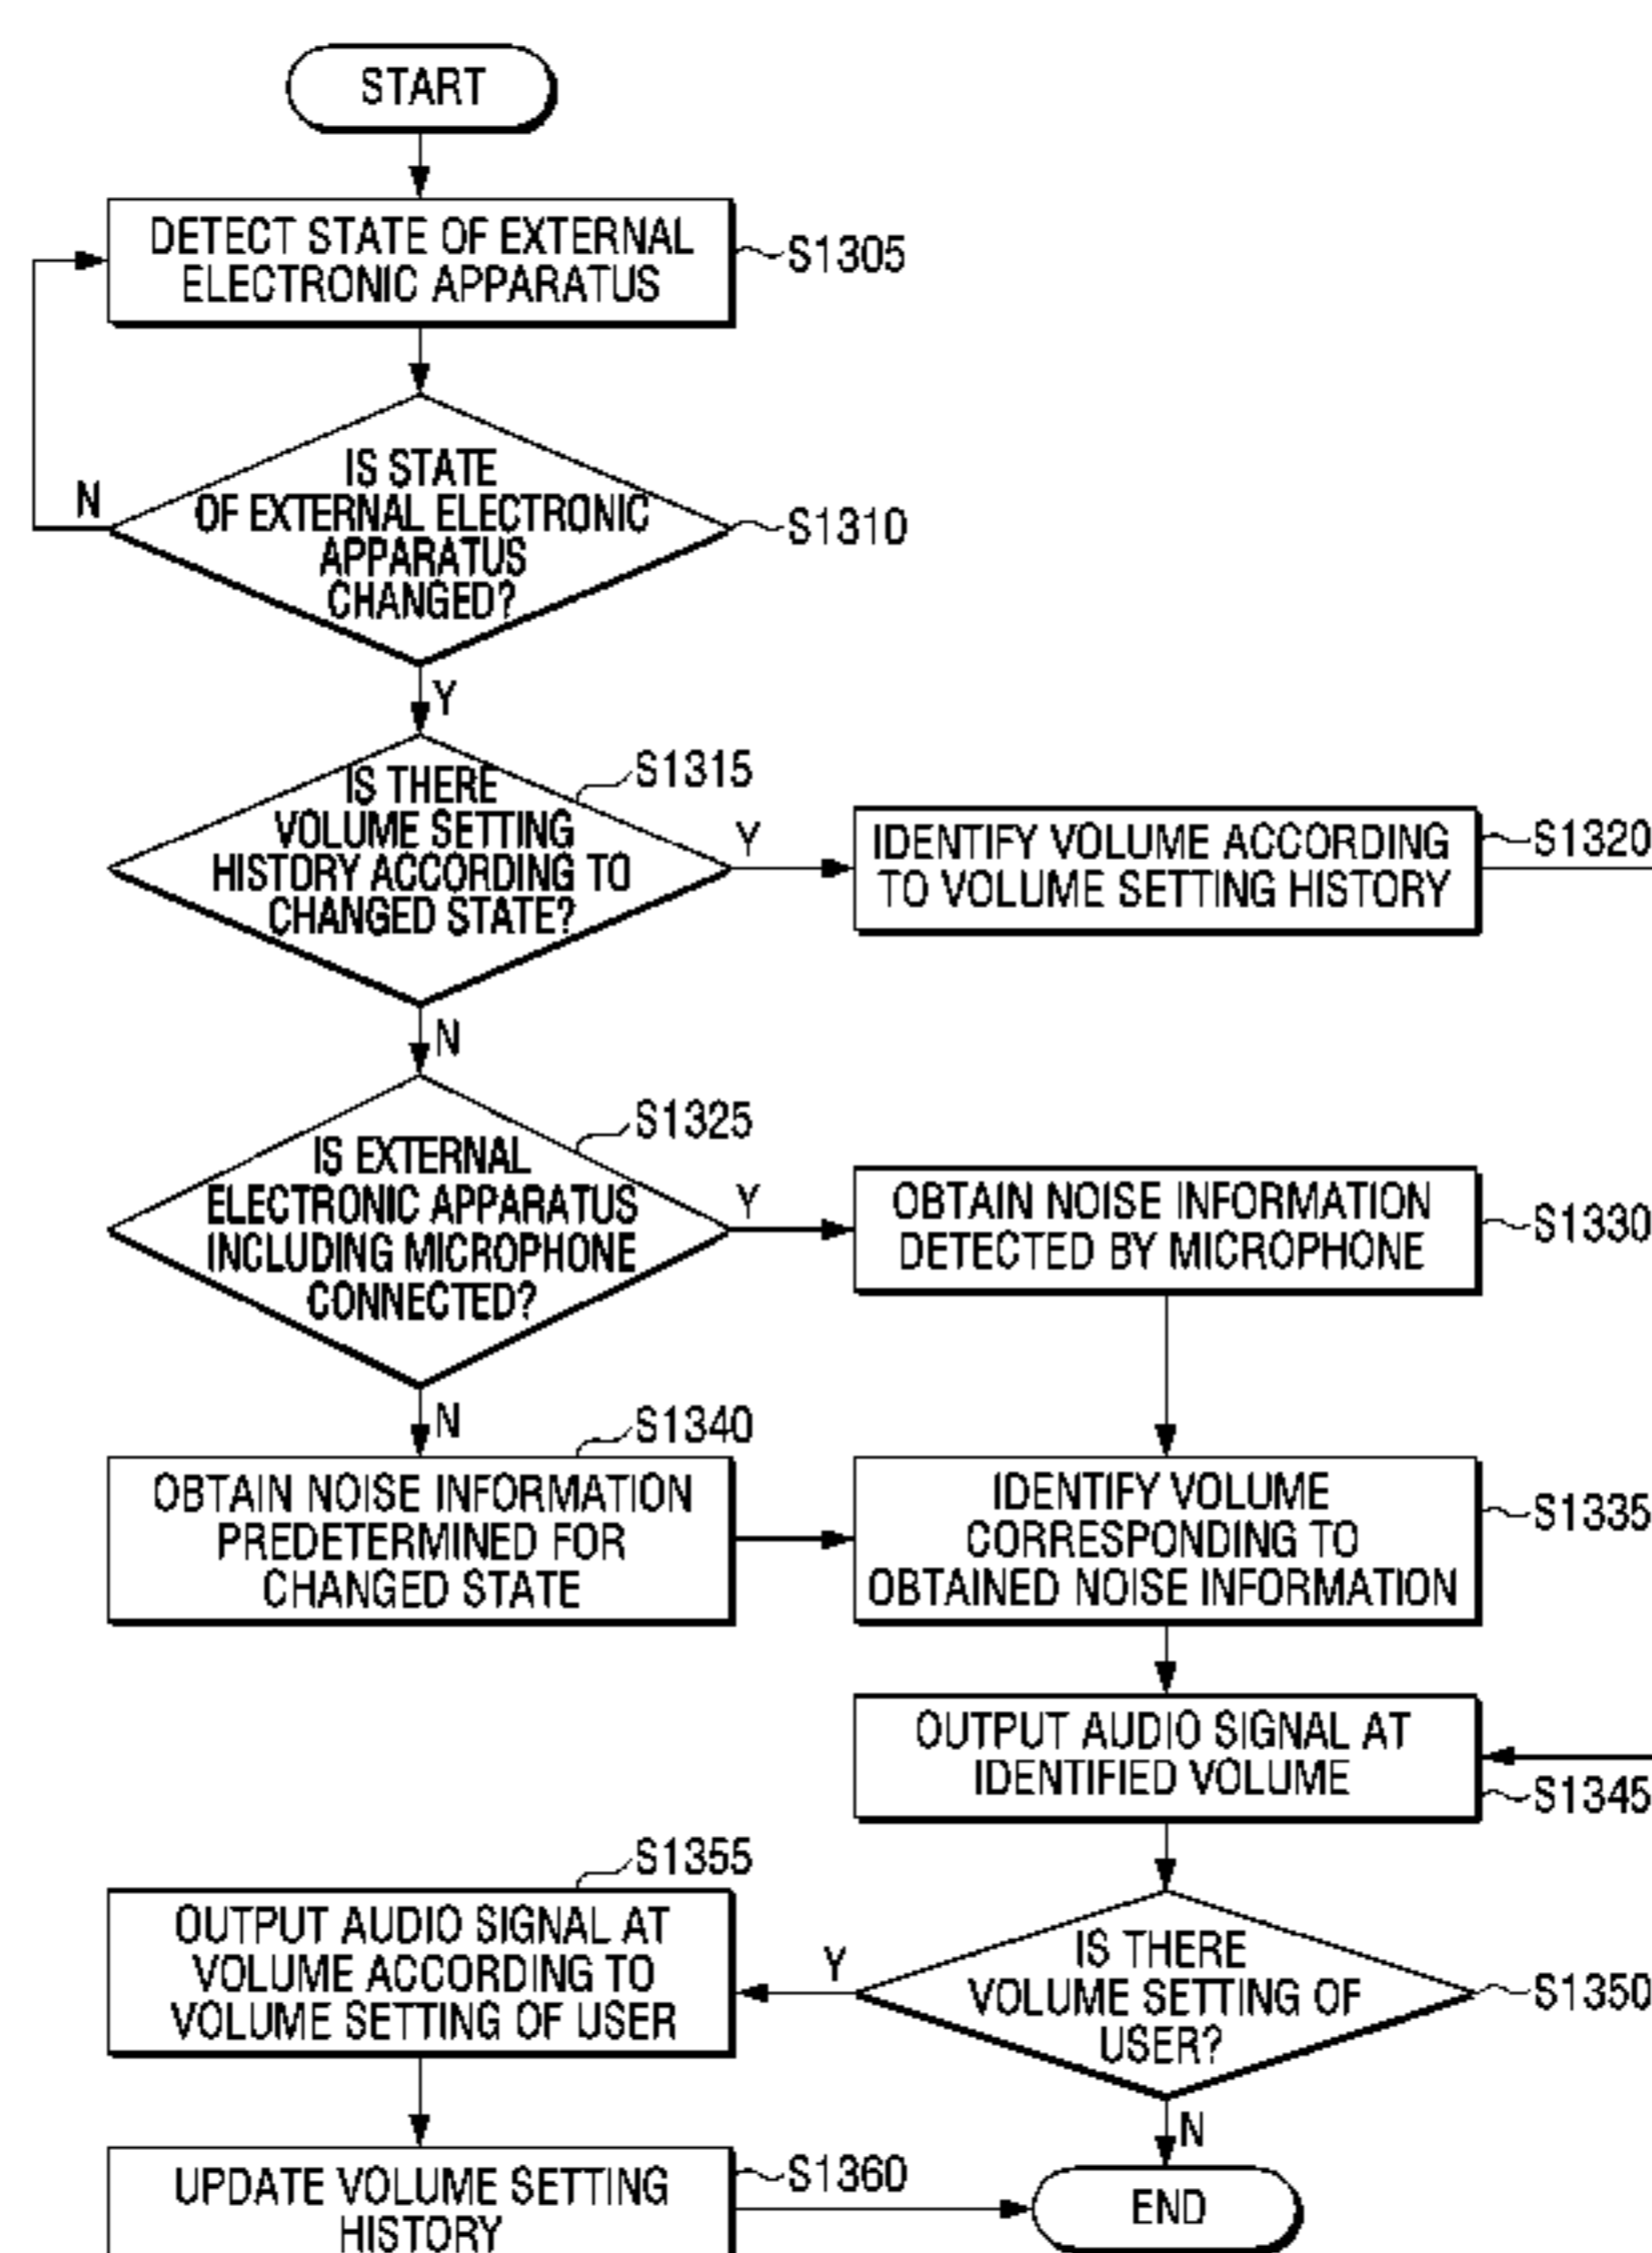 START
DETECT STATE OF EXTERNAL
ELECTRONIC APPARATUS
S1305
IS STATE
OF EXTERNAL ELECTRONIC
APPARATUS
CHANGED?
S1310
N
Y
IS THERE
VOLUME SETTING
HISTORY ACCORDING TO
CHANGED STATE?
S1315
Y
IDENTIFY VOLUME ACCORDING
TO VOLUME SETTING HISTORY
S1320
N
IS EXTERNAL
ELECTRONIC APPARATUS
INCLUDING MICROPHONE
CONNECTED?
S1325
Y
OBTAIN NOISE INFORMATION
DETECTED BY MICROPHONE
S1330
N
OBTAIN NOISE INFORMATION
PREDETERMINED FOR
CHANGED STATE
S1340
IDENTIFY VOLUME
CORRESPONDING TO
OBTAINED NOISE INFORMATION
S1335
OUTPUT AUDIO SIGNAL AT
IDENTIFIED VOLUME
S1345
IS THERE
VOLUME SETTING OF
USER?
S1350
Y
OUTPUT AUDIO SIGNAL AT
VOLUME ACCORDING TO
VOLUME SETTING OF USER
S1355
N
UPDATE VOLUME SETTING
HISTORY
S1360
END